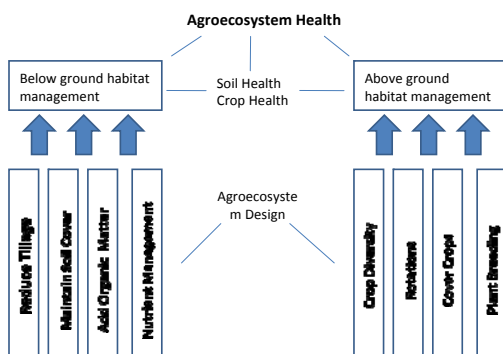 Agroecosystem Health
Below ground habitat
management
Soil Health
Crop Health
Above ground
habitat management
Agroecosyste
m Design
Reduce Tillage
Maintain Soil Cover
Add Organic Matter
Nutrient Management
Crop Diversity
Rotations
Cover Crops
Plant Breeding